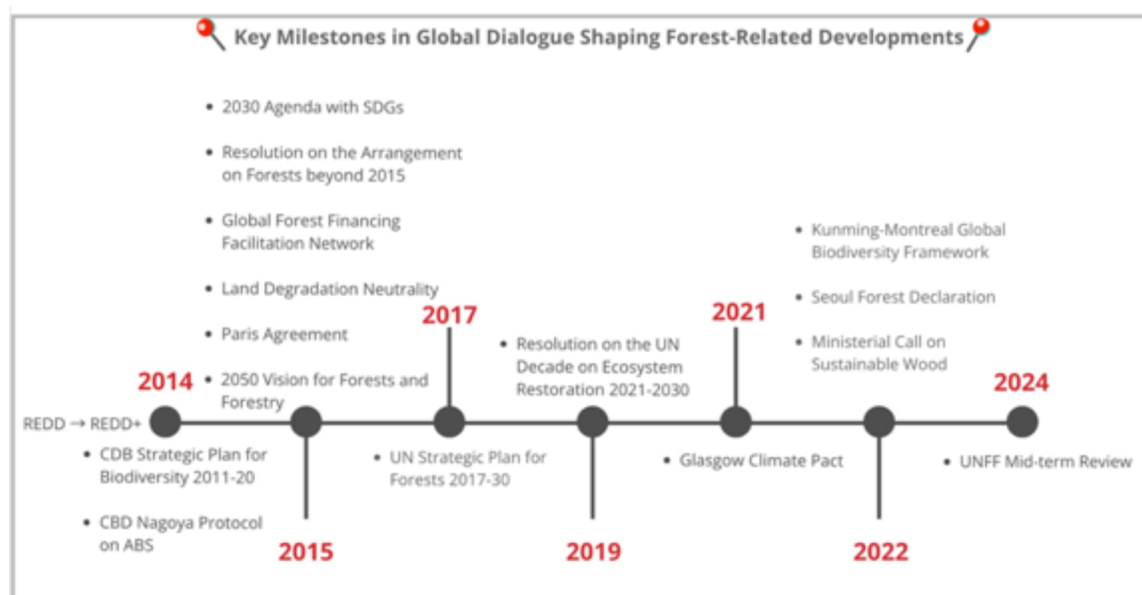 Key Milestones in Global Dialogue Shaping Forest-Related Developments
2030 Agenda with SDGs
Resolution on the Arrangement
on Forests beyond 2015
Global Forest Financing
Facilitation Network
Land Degradation Neutrality
Paris Agreement
2050 Vision for Forests and
Forestry
2014
REDD → REDD+
CDB Strategic Plan for
Biodiversity 2011-20
CBD Nagoya Protocol
on ABS
2015
2017
UN Strategic Plan for
Forests 2017-30
Resolution on the UN
Decade on Ecosystem
Restoration 2021-2030
2019
2021
Glasgow Climate Pact
Kunming-Montreal Global
Biodiversity Framework
Seoul Forest Declaration
Ministerial Call on
Sustainable Wood
2022
2024
UNFF Mid-term Review